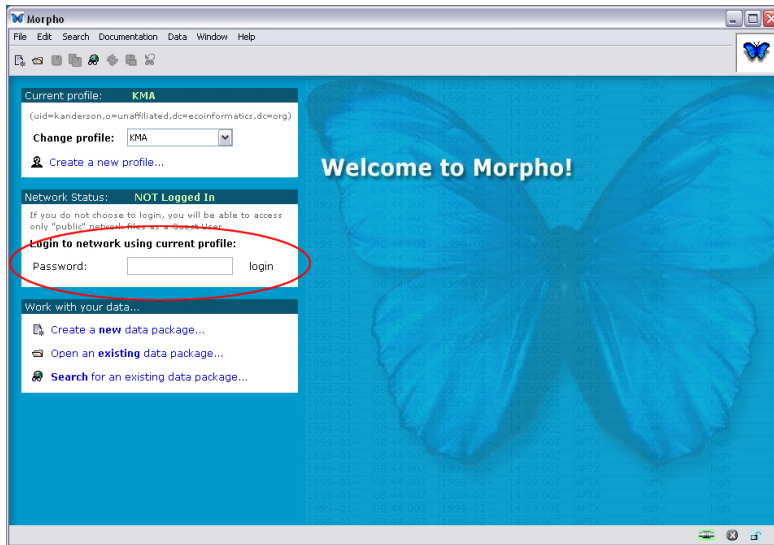 Morpho
File Edit Search Documentation Data Window Help
Current profile: KMA
(uid=kanderson,o=unaffiliated,dc=ecoinformatics,dc=org)
Change profile: KMA
Create a new profile...
Welcome to Morpho!
Network Status: NOT Logged In
If you do not choose to login, you will be able to access
only "public" network files as a Guest User
Login to network using current profile:
Password: login
Work with your data...
Create a new data package...
Open an existing data package...
Search for an existing data package...